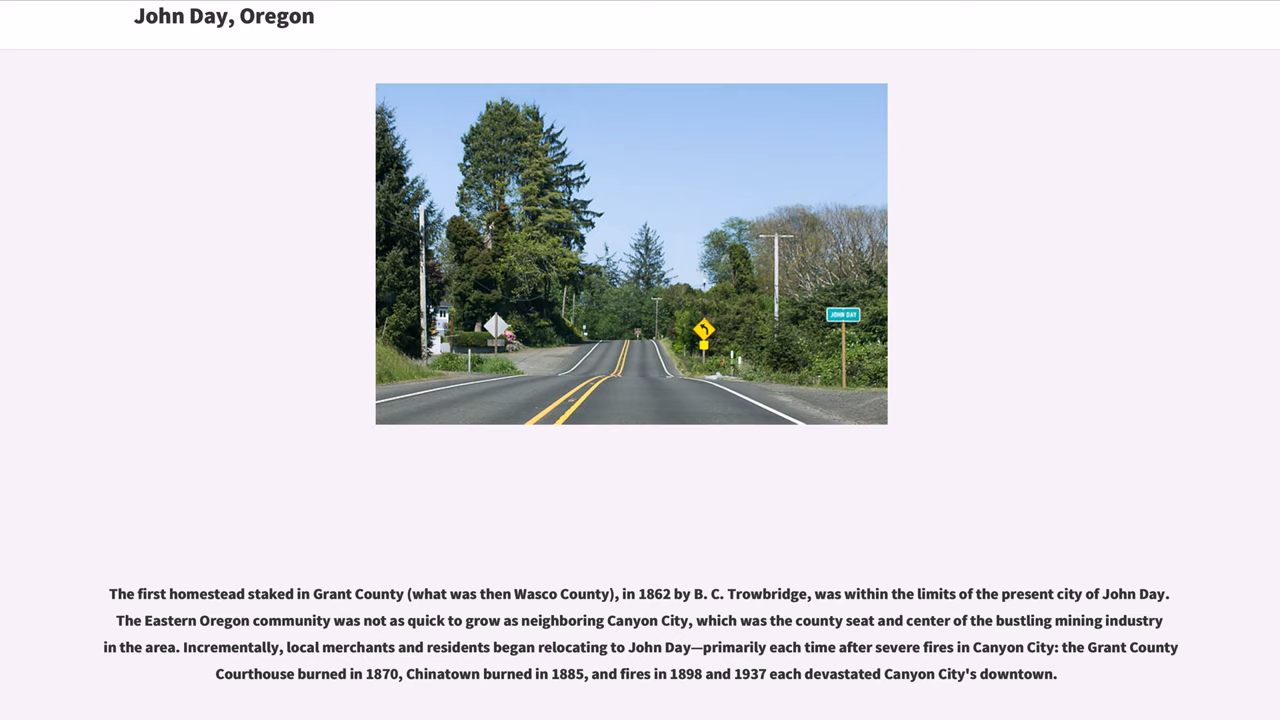 John Day, Oregon
JOHN DAY
The first homestead staked in Grant County (what was then Wasco County), in 1862 by B. C. Trowbridge, was within the limits of the present city of John Day.
The Eastern Oregon community was not as quick to grow as neighboring Canyon City, which was the county seat and center of the bustling mining industry
in the area. Incrementally, local merchants and residents began relocating to John Day—primarily each time after severe fires in Canyon City: the Grant County
Courthouse burned in 1870, Chinatown burned in 1885, and fires in 1898 and 1937 each devastated Canyon City's downtown.